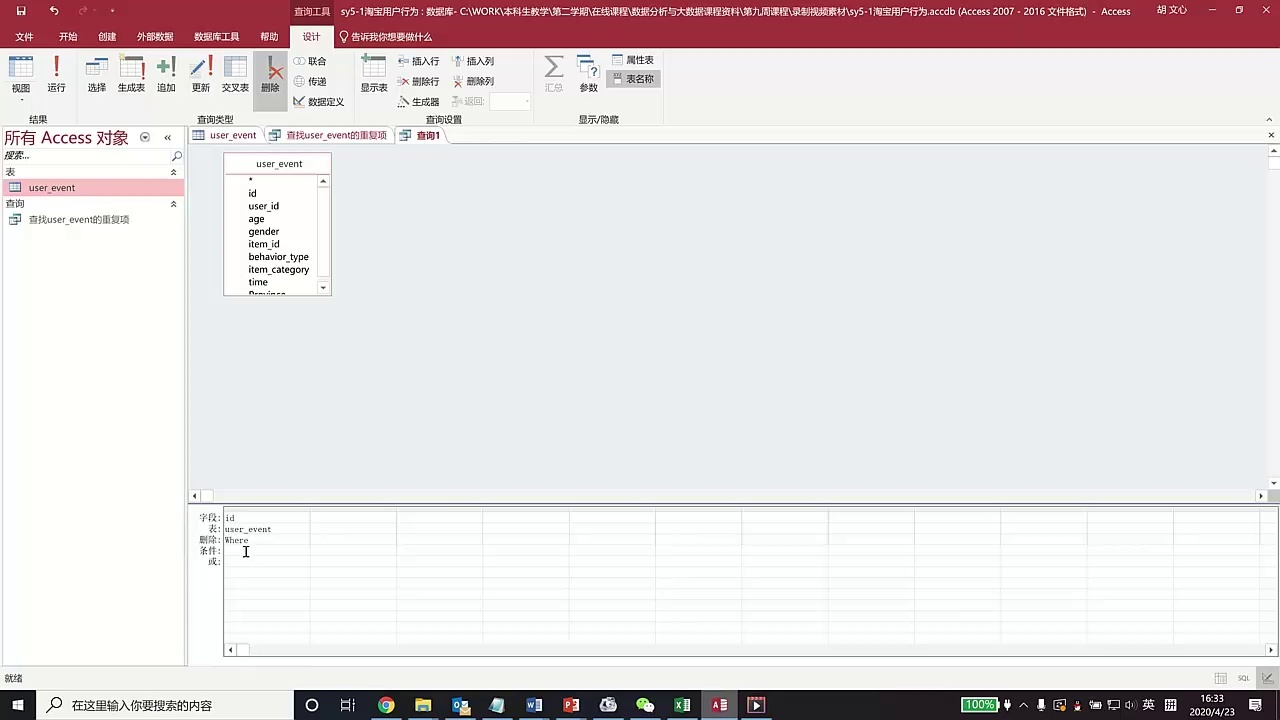 查询工具
sy5-1淘宝用户行为 : 数据库- C:\WORK\本科生教学\第二学期\在线课程\数据分析与大数据课程资料\第九周课程\录制视频素材\sy5-1淘宝用户行为.accdb (Access 2007 - 2016 文件格式) - Access
胡 文心
文件 开始 创建 外部数据 数据库工具 帮助 设计 告诉我你想要做什么
视图 运行 选择 生成表 追加 更新 交叉表 删除
联合
传递
数据定义
显示表
插入行 插入列
删除行 删除列
生成器 返回:
汇总 参数
属性表
表名称
结果 查询类型 查询设置 显示/隐藏
所有 Access 对象 «
搜索...
表
user_event
查询
查找user_event的重复项
user_event 查找user_event的重复项 查询1
user_event
*
id
user_id
age
gender
item_id
behavior_type
item_category
time
Province
字段: id
表: user_event
删除: Where
条件:
或:
就绪
SQL
在这里输入你要搜索的内容
100%
英
16:33
2020/4/23